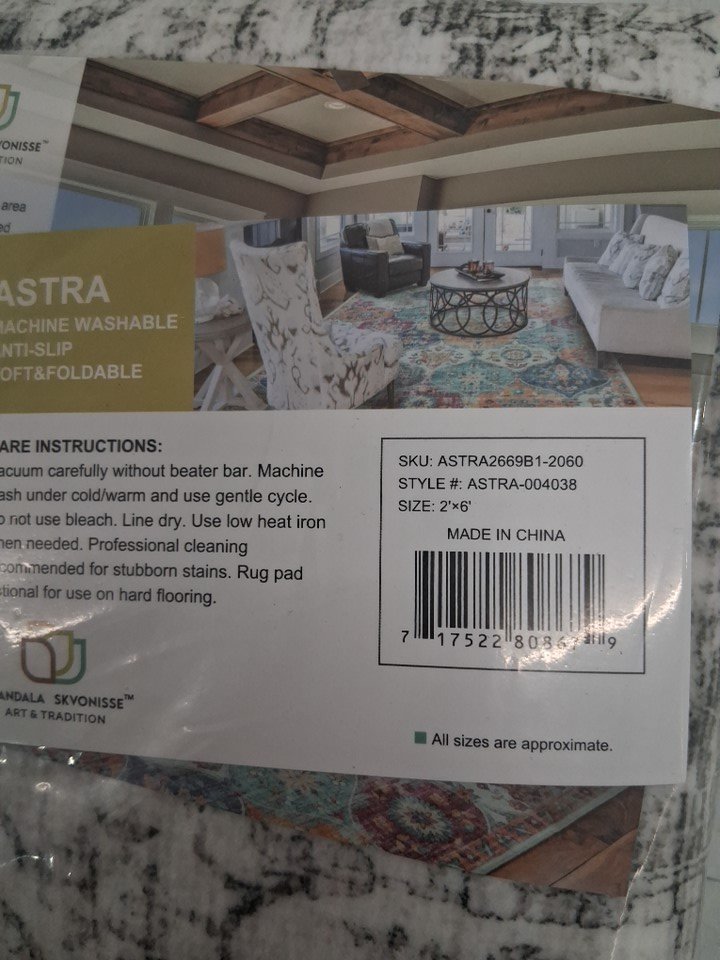 VONISSE™
TION
area
ed
ASTRA
MACHINE WASHABLE
NTI-SLIP
OFT&FOLDABLE
ARE INSTRUCTIONS:
acuum carefully without beater bar. Machine
ash under cold/warm and use gentle cycle.
o not use bleach. Line dry. Use low heat iron
hen needed. Professional cleaning
commended for stubborn stains. Rug pad
tional for use on hard flooring.
ANDALA SKVONISSE™
ART & TRADITION
SKU: ASTRA2669B1-2060
STYLE #: ASTRA-004038
SIZE: 2'×6'
MADE IN CHINA
7 17522 9
All sizes are approximate.